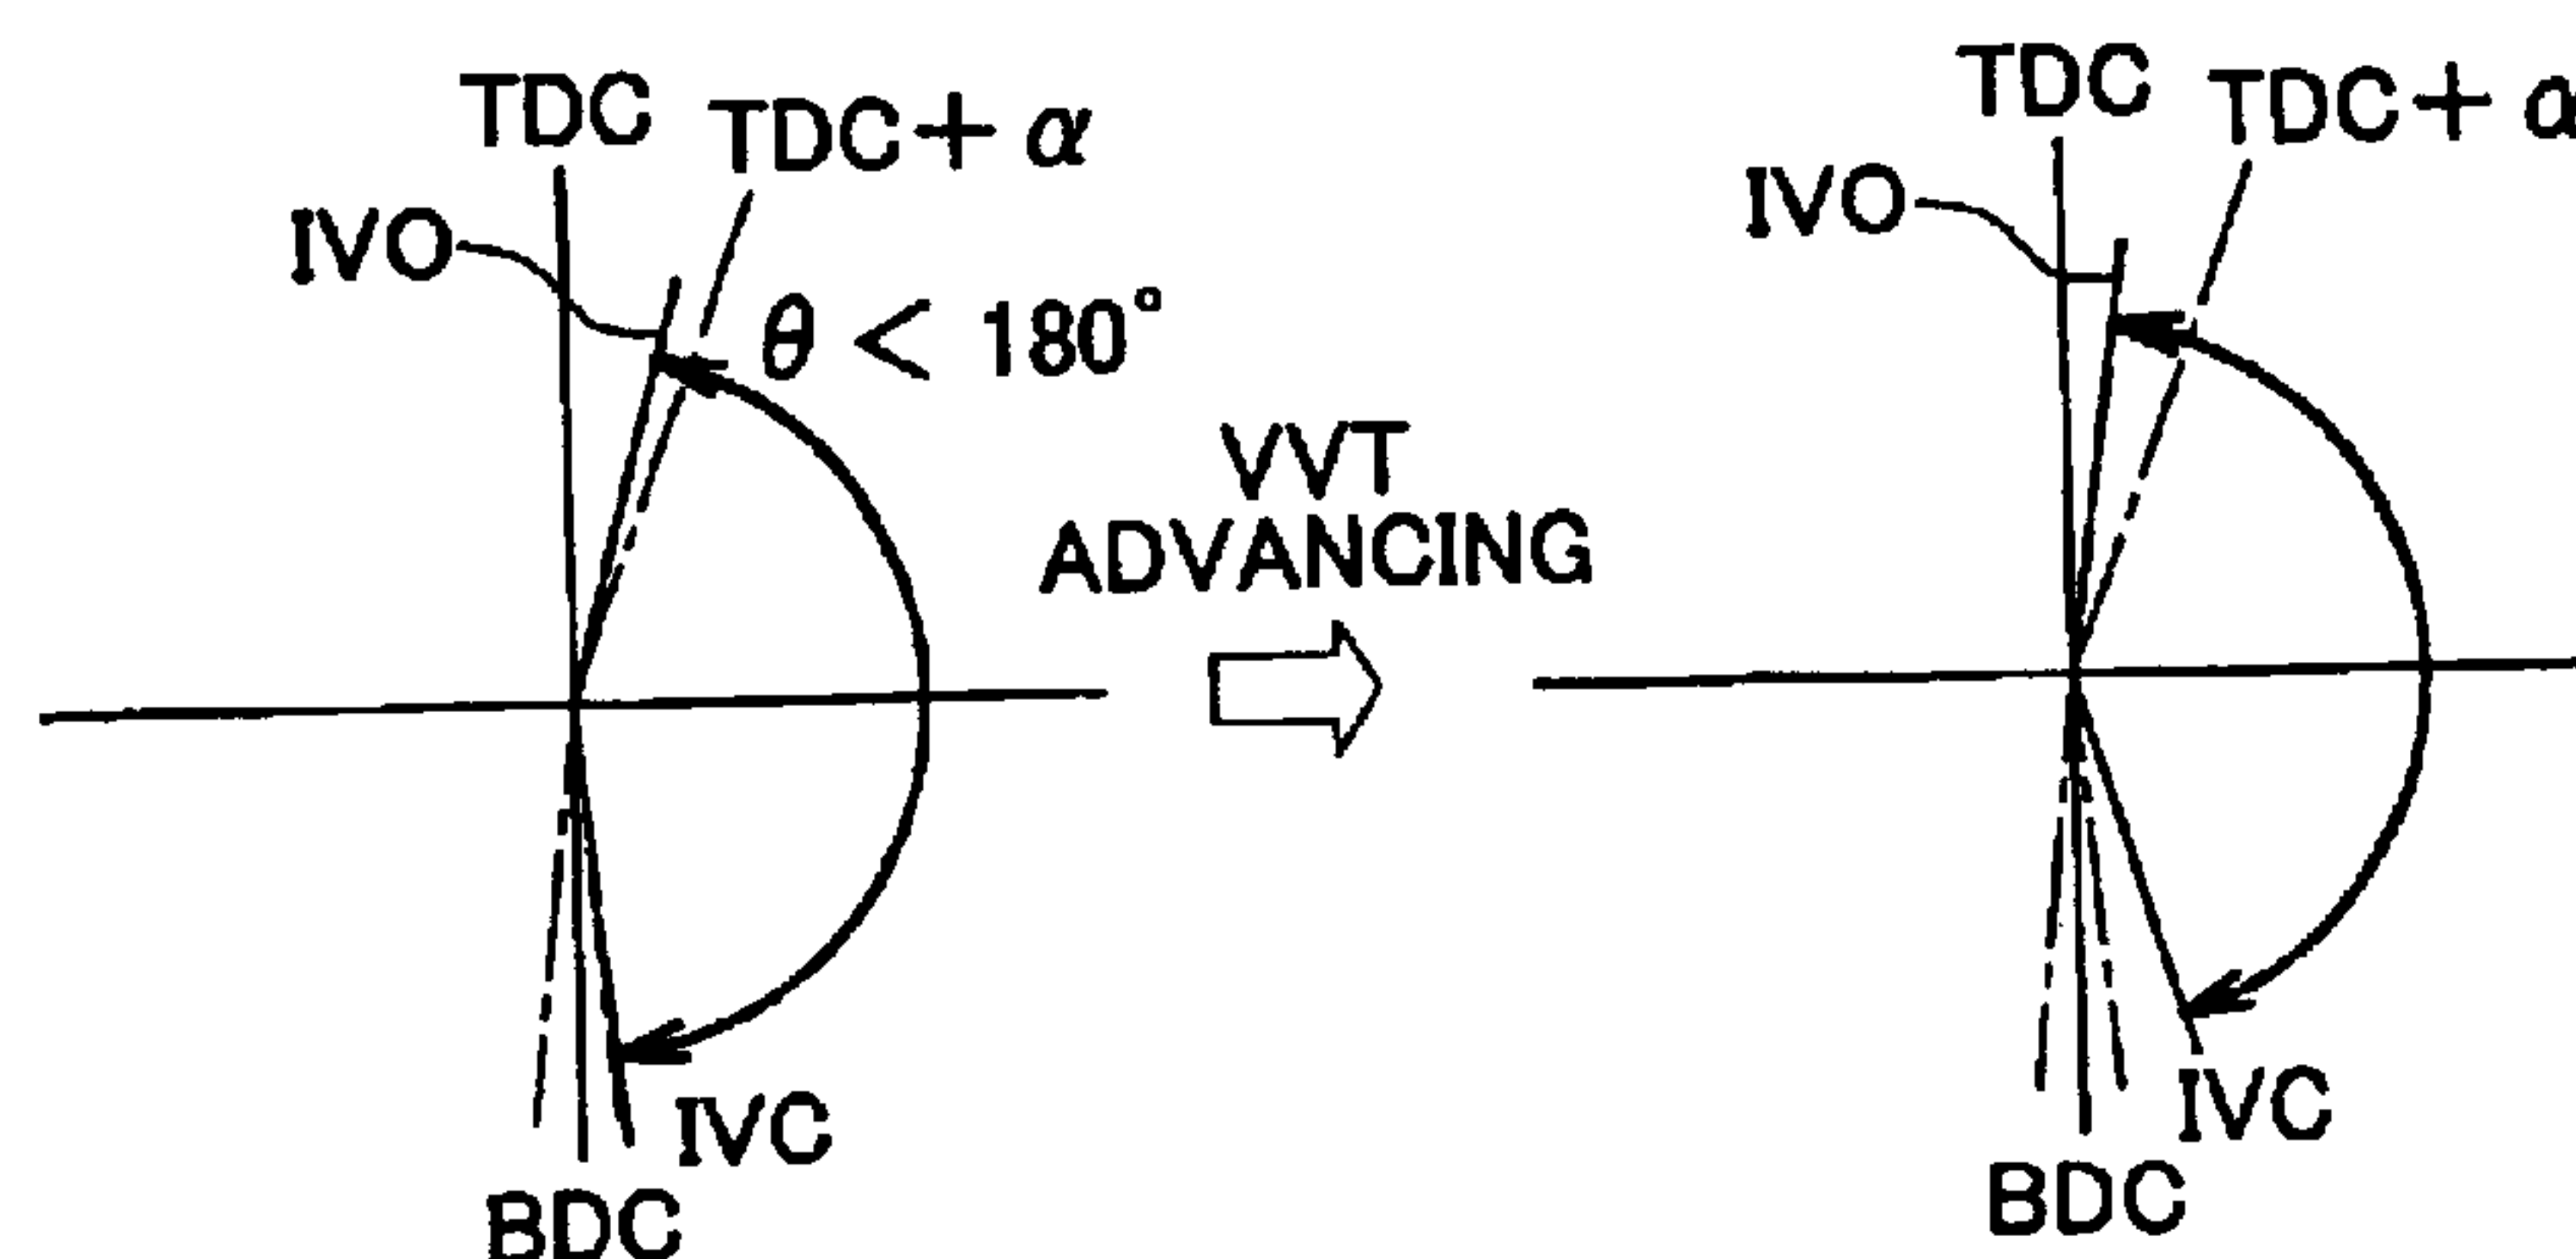 TDC
TDC+ α
IVO
θ < 180°
IVC
BDC
VVT
ADVANCING
TDC
TDC+ α
IVO
IVC
BDC